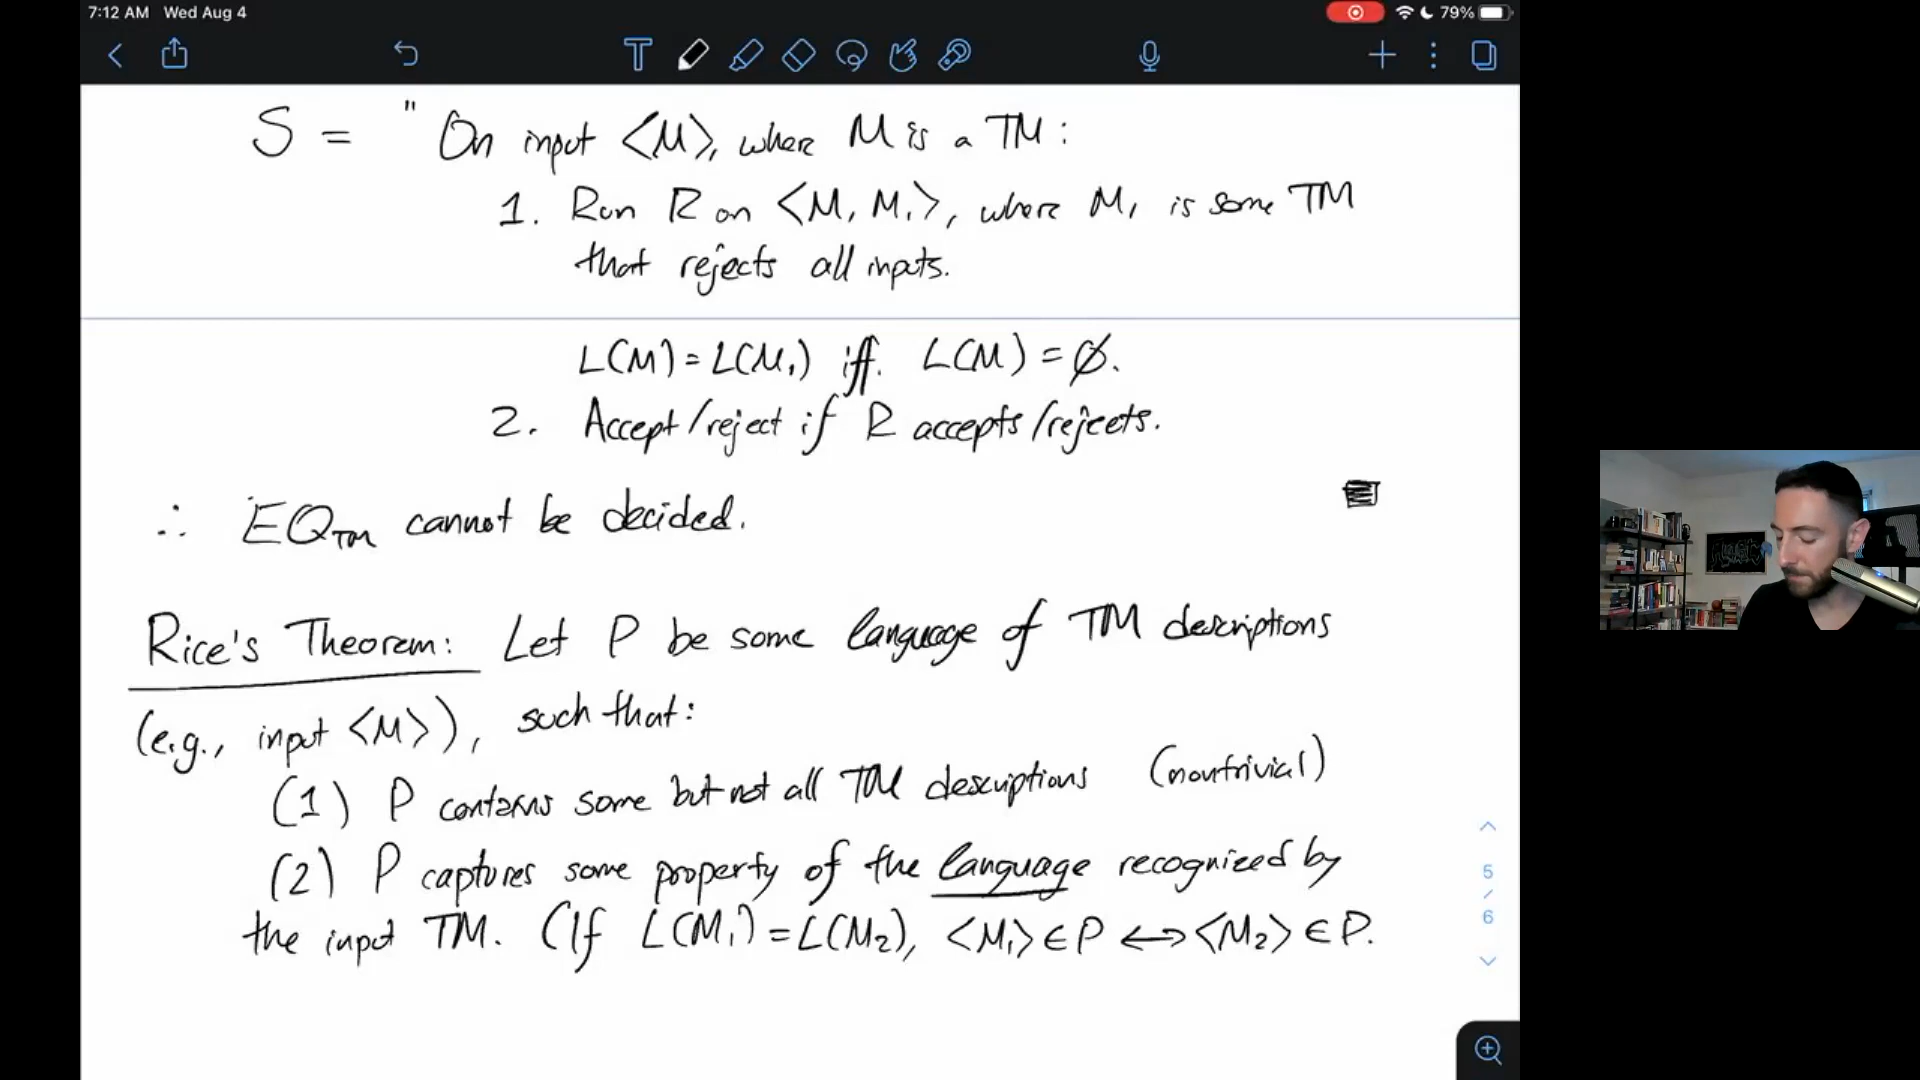 7:12 AM Wed Aug 4
79%
S = " On input <M>, where M is a TM:
1. Run R on <M, M₁>, where M₁ is some TM
that rejects all inputs.
L(M) = L(M₁) iff. L(M) = ∅.
2. Accept/reject if R accepts/rejects.
∴ EQTM cannot be decided.
Rice's Theorem: Let P be some language of TM descriptions
(e.g., input <M>), such that:
(1) P contains some but not all TM descriptions (nontrivial)
(2) P captures some property of the language recognized by
the input TM. (If L(M₁) = L(M₂), <M₁> ∈ P ⟷ <M₂> ∈ P.
5
/
6